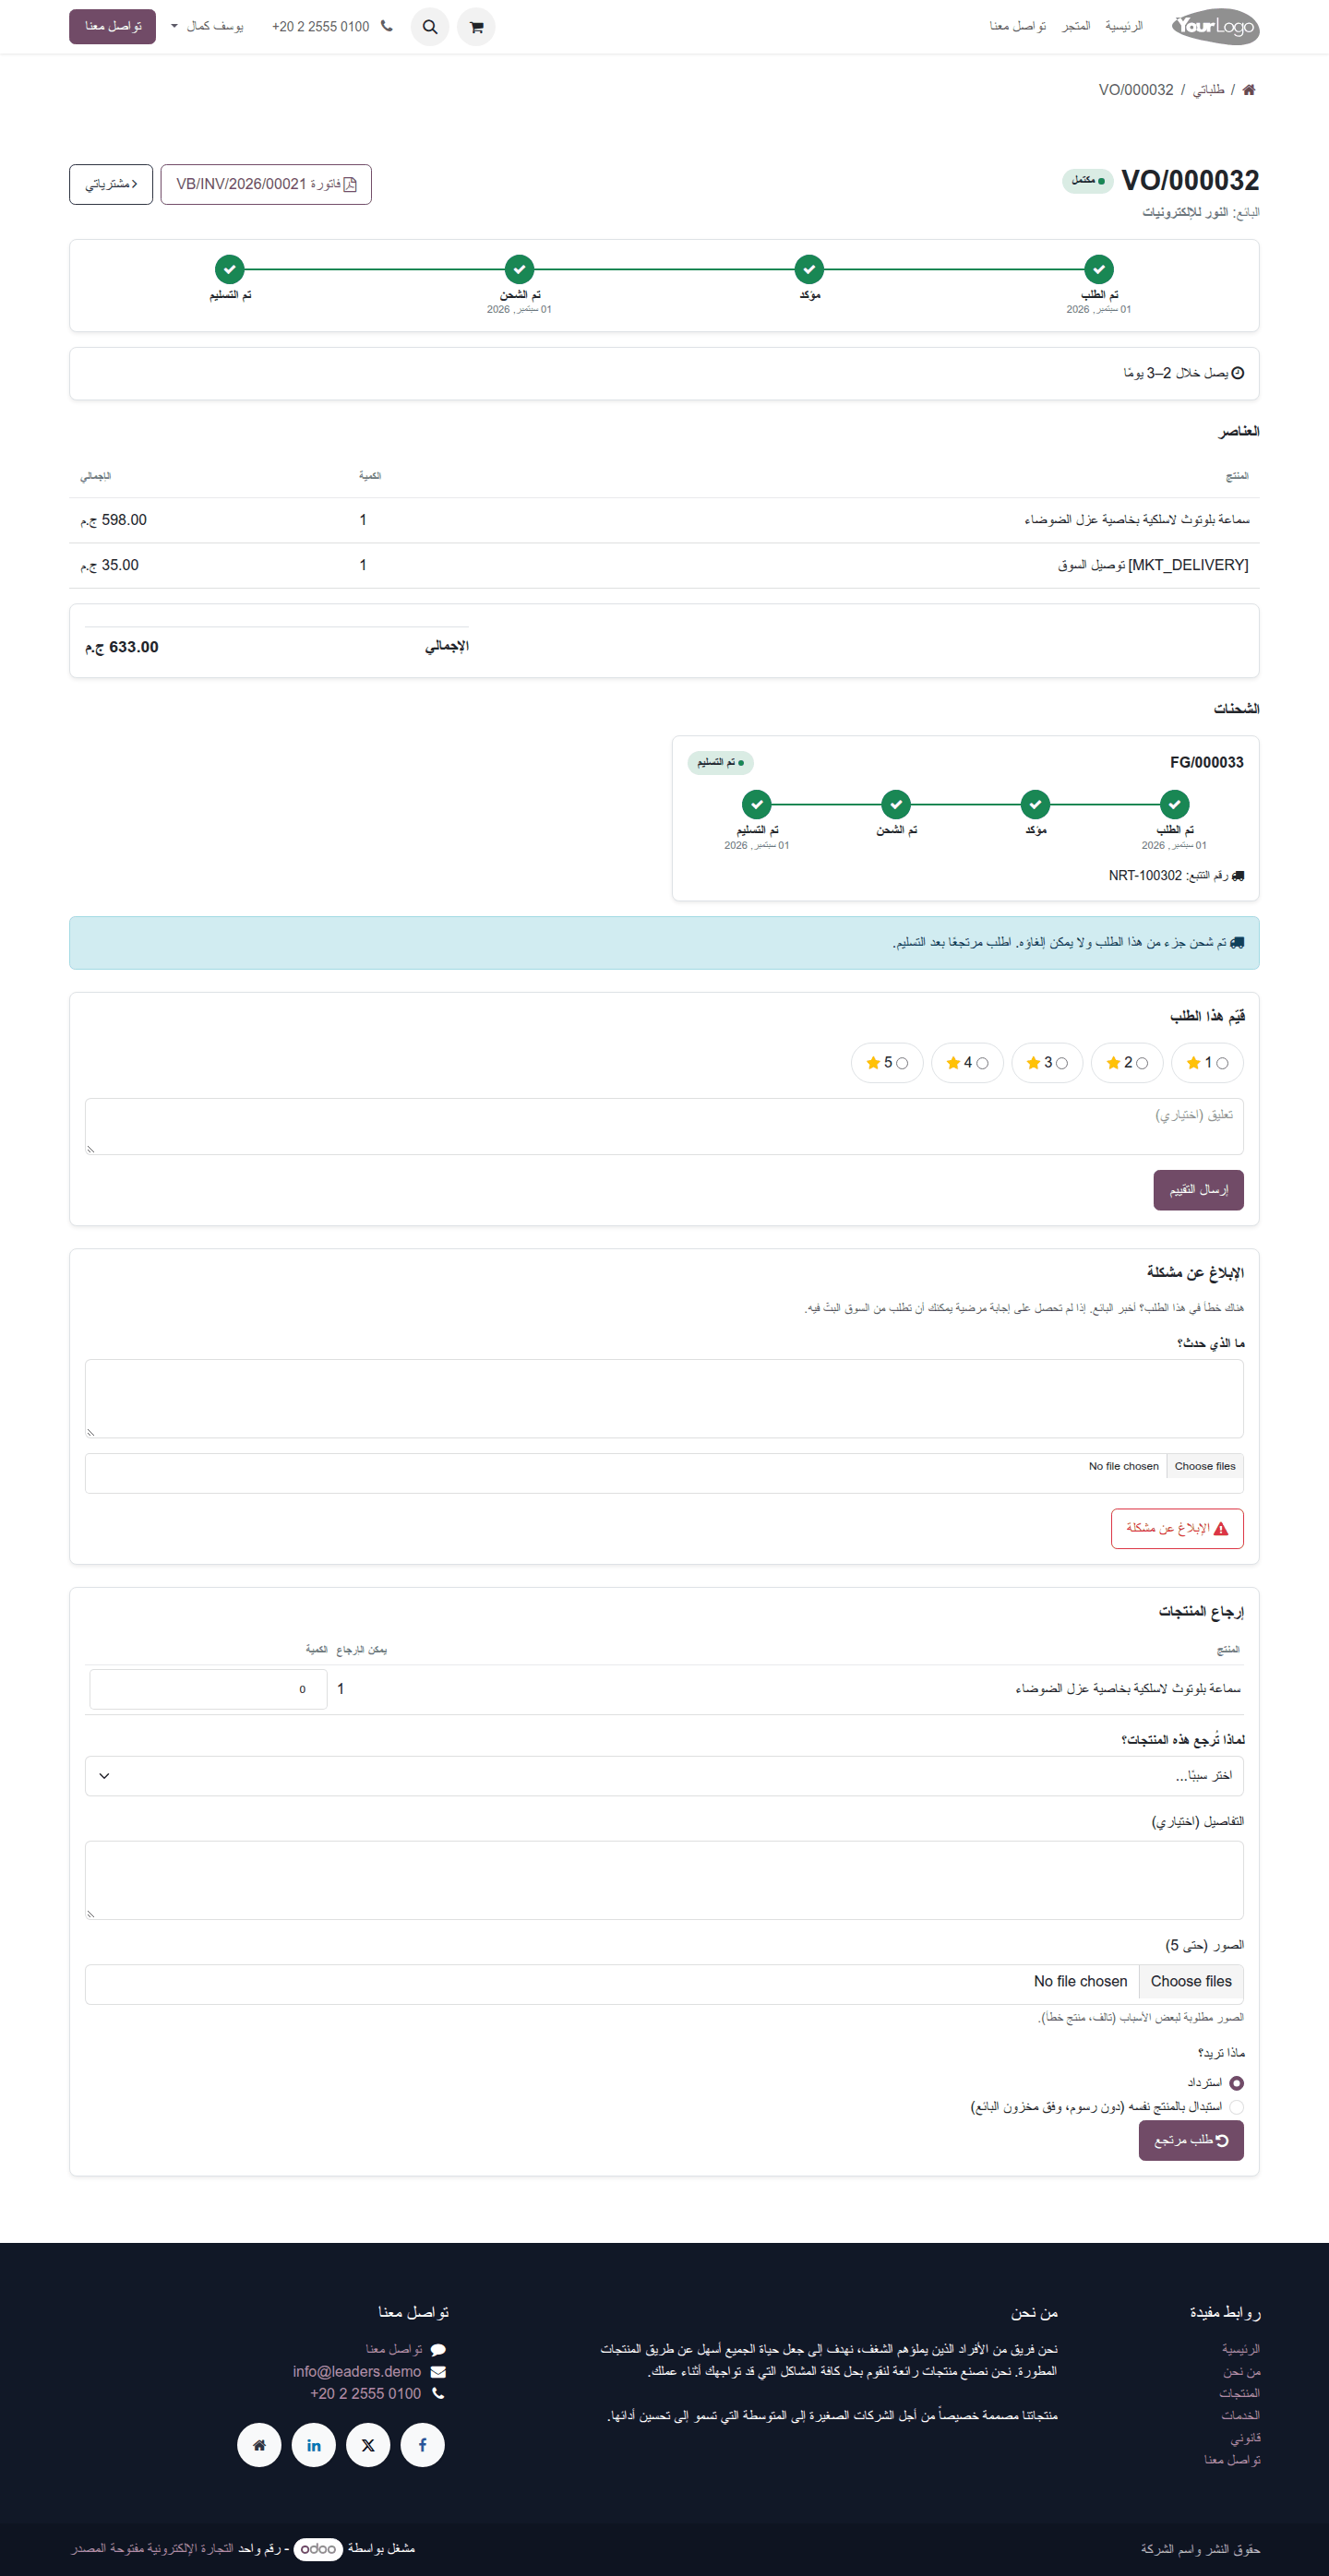 YourLogo
الرئيسية
المتجر
تواصل معنا
+20 2 2555 0100
يوسف كمال
تواصل معنا
/ طلباتي / VO/000032
VO/000032
مكتمل
فاتورة VB/INV/2026/00021
مشترياتي
البائع: النور للإلكترونيات
تم الطلب
01 سبتمبر, 2026
مؤكد
تم الشحن
01 سبتمبر, 2026
تم التسليم
يصل خلال 2–3 يومًا
العناصر
المنتج الكمية الإجمالي
سماعة بلوتوث لاسلكية بخاصية عزل الضوضاء 1 598.00 ج.م
[MKT_DELIVERY] توصيل السوق 1 35.00 ج.م
الإجمالي 633.00 ج.م
الشحنات
FG/000033 تم التسليم
تم الطلب
01 سبتمبر, 2026
مؤكد
تم الشحن
تم التسليم
01 سبتمبر, 2026
رقم التتبع: NRT-100302
تم شحن جزء من هذا الطلب ولا يمكن إلغاؤه. اطلب مرتجعًا بعد التسليم.
قيّم هذا الطلب
1 2 3 4 5
تعليق (اختياري)
إرسال التقييم
الإبلاغ عن مشكلة
هناك خطأ في هذا الطلب؟ أخبر البائع. إذا لم تحصل على إجابة مرضية يمكنك أن تطلب من السوق البتّ فيه.
ما الذي حدث؟
Choose files No file chosen
الإبلاغ عن مشكلة
إرجاع المنتجات
المنتج يمكن الارجاع الكمية
سماعة بلوتوث لاسلكية بخاصية عزل الضوضاء 1 0
لماذا تُرجع هذه المنتجات؟
اختر سببًا...
التفاصيل (اختياري)
الصور (حتى 5)
Choose files No file chosen
الصور مطلوبة لبعض الأسباب (تالف، منتج خطأ).
ماذا تريد؟
استرداد
استبدال بالمنتج نفسه (دون رسوم، وفق مخزون البائع)
طلب مرتجع
روابط مفيدة
الرئيسية
من نحن
المنتجات
الخدمات
قانوني
تواصل معنا
من نحن
نحن فريق من الأفراد الذين يملؤهم الشغف، نهدف إلى جعل حياة الجميع أسهل عن طريق المنتجات
المطورة. نحن نصنع منتجات رائعة لنقوم بحل كافة المشاكل التي قد تواجهك أثناء عملك.
منتجاتنا مصممة خصيصاً من أجل الشركات الصغيرة إلى المتوسطة التي تسمو إلى تحسين أدائها.
تواصل معنا
تواصل معنا
info@leaders.demo
+20 2 2555 0100
حقوق النشر واسم الشركة
مشغل بواسطة odoo - رقم واحد التجارة الإلكترونية مفتوحة المصدر